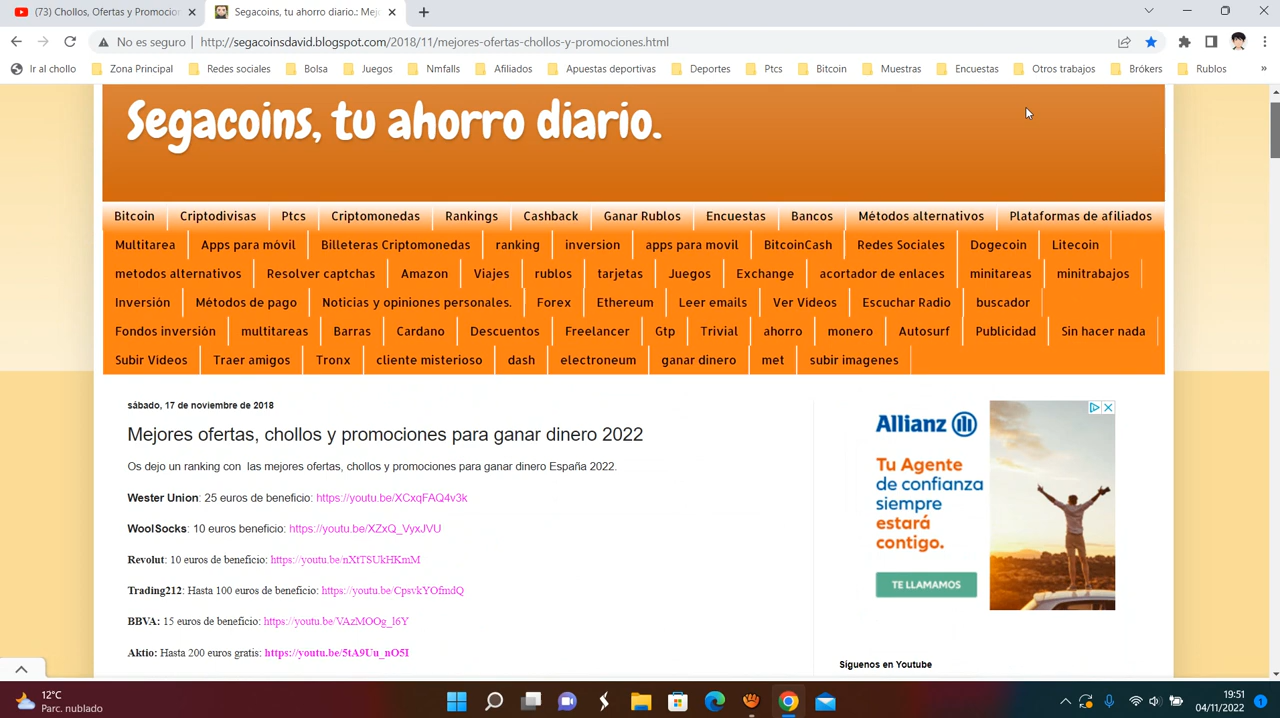 (73) Chollos, Ofertas y Promocion
Segacoins, tu ahorro diario.: Mej
No es seguro
http://segacoinsdavid.blogspot.com/2018/11/mejores-ofertas-chollos-y-promociones.html
Ir al chollo Zona Principal Redes sociales Bolsa Juegos Nmfalls Afiliados Apuestas deportivas Deportes Ptcs Bitcoin Muestras Encuestas Otros trabajos Brókers Rublos »
Segacoins, tu ahorro diario.
Bitcoin Criptodivisas Ptcs Criptomonedas Rankings Cashback Ganar Rublos Encuestas Bancos Métodos alternativos Plataformas de afiliados
Multitarea Apps para móvil Billeteras Criptomonedas ranking inversion apps para movil BitcoinCash Redes Sociales Dogecoin Litecoin
metodos alternativos Resolver captchas Amazon Viajes rublos tarjetas Juegos Exchange acortador de enlaces minitareas minitrabajos
Inversión Métodos de pago Noticias y opiniones personales. Forex Ethereum Leer emails Ver Videos Escuchar Radio buscador
Fondos inversión multitareas Barras Cardano Descuentos Freelancer Gtp Trivial ahorro monero Autosurf Publicidad Sin hacer nada
Subir Videos Traer amigos Tronx cliente misterioso dash electroneum ganar dinero met subir imagenes
sábado, 17 de noviembre de 2018
Mejores ofertas, chollos y promociones para ganar dinero 2022
Os dejo un ranking con las mejores ofertas, chollos y promociones para ganar dinero España 2022.
Wester Union: 25 euros de beneficio: https://youtu.be/XCxqFAQ4v3k
WoolSocks: 10 euros beneficio: https://youtu.be/XZxQ_VyxJVU
Revolut: 10 euros de beneficio: https://youtu.be/nXtTSUkHKmM
Trading212: Hasta 100 euros de beneficio: https://youtu.be/CpsvkYOfmdQ
BBVA: 15 euros de beneficio: https://youtu.be/VAzMOOg_l6Y
Aktio: Hasta 200 euros gratis: https://youtu.be/5tA9Uu_nO5I
Allianz
Tu Agente
de confianza
siempre
estará
contigo.
TE LLAMAMOS
Siguenos en Youtube
12°C
Parc. nublado
19:51
04/11/2022
1